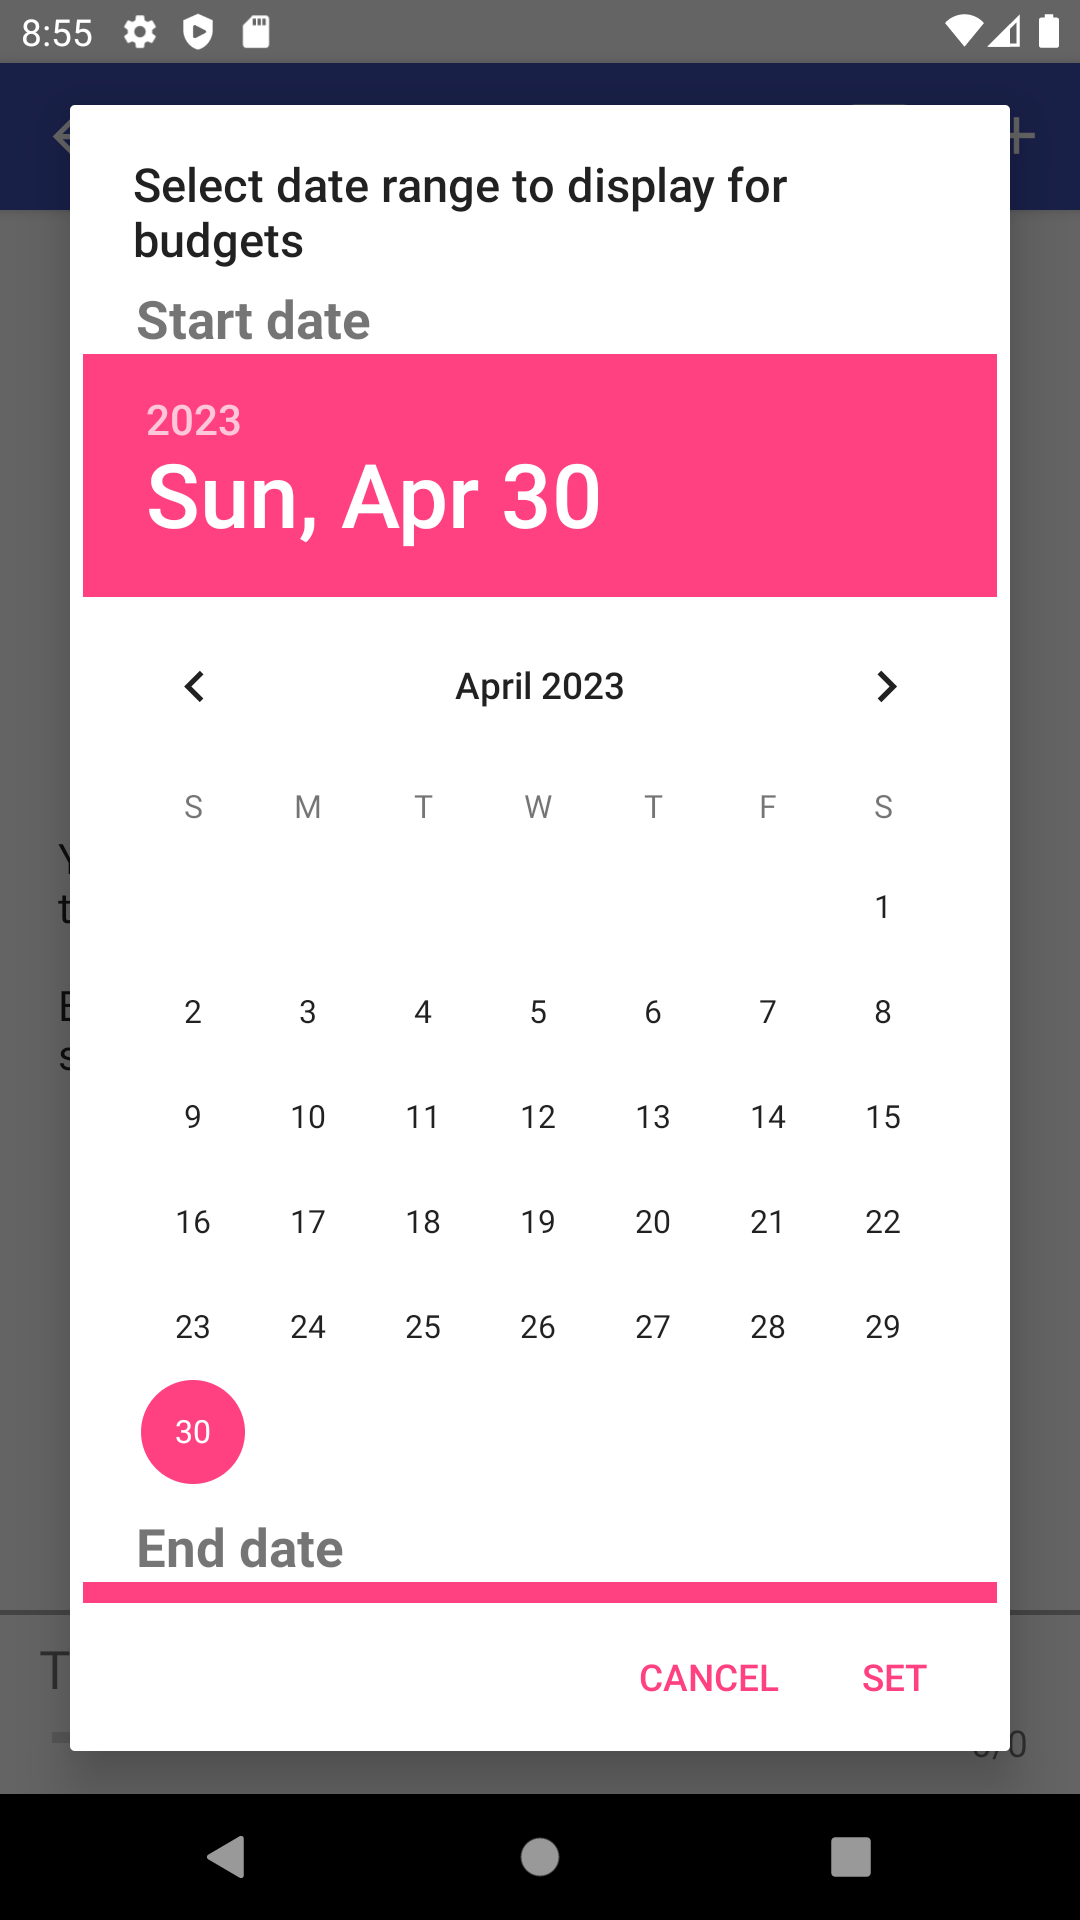 8:55
Select date range to display for
budgets
Start date
2023
Sun, Apr 30
April 2023
S M T W T F S
1
2 3 4 5 6 7 8
9 10 11 12 13 14 15
16 17 18 19 20 21 22
23 24 25 26 27 28 29
30
End date
CANCEL SET